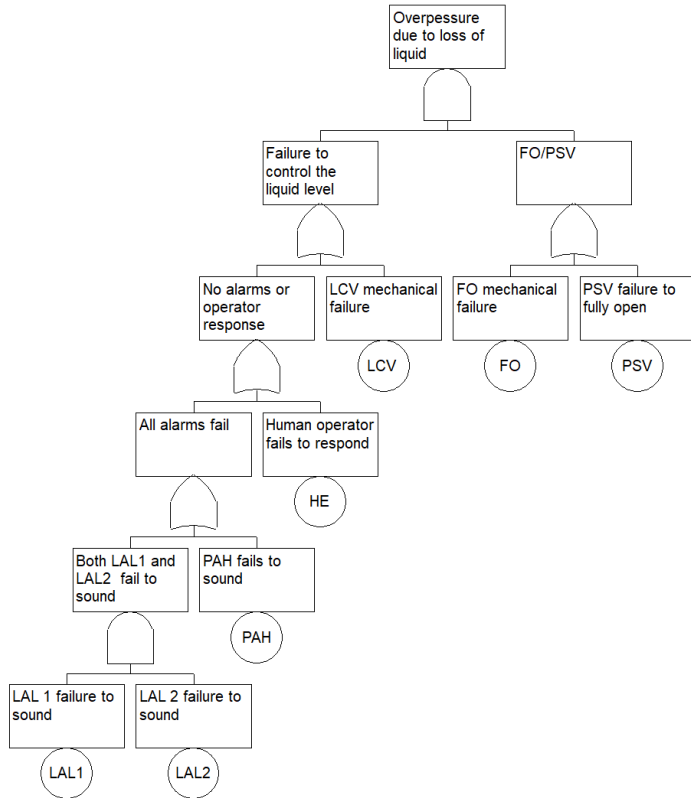 Overpressure
due to loss of
liquid
Failure to
control the
liquid level
FO/PSV
No alarms or
operator
response
LCV mechanical
failure
FO mechanical
failure
PSV failure to
fully open
LCV
FO
PSV
All alarms fail
Human operator
fails to respond
HE
Both LAL1 and
LAL2 fail to
sound
PAH fails to
sound
PAH
LAL 1 failure to
sound
LAL 2 failure to
sound
LAL1
LAL2